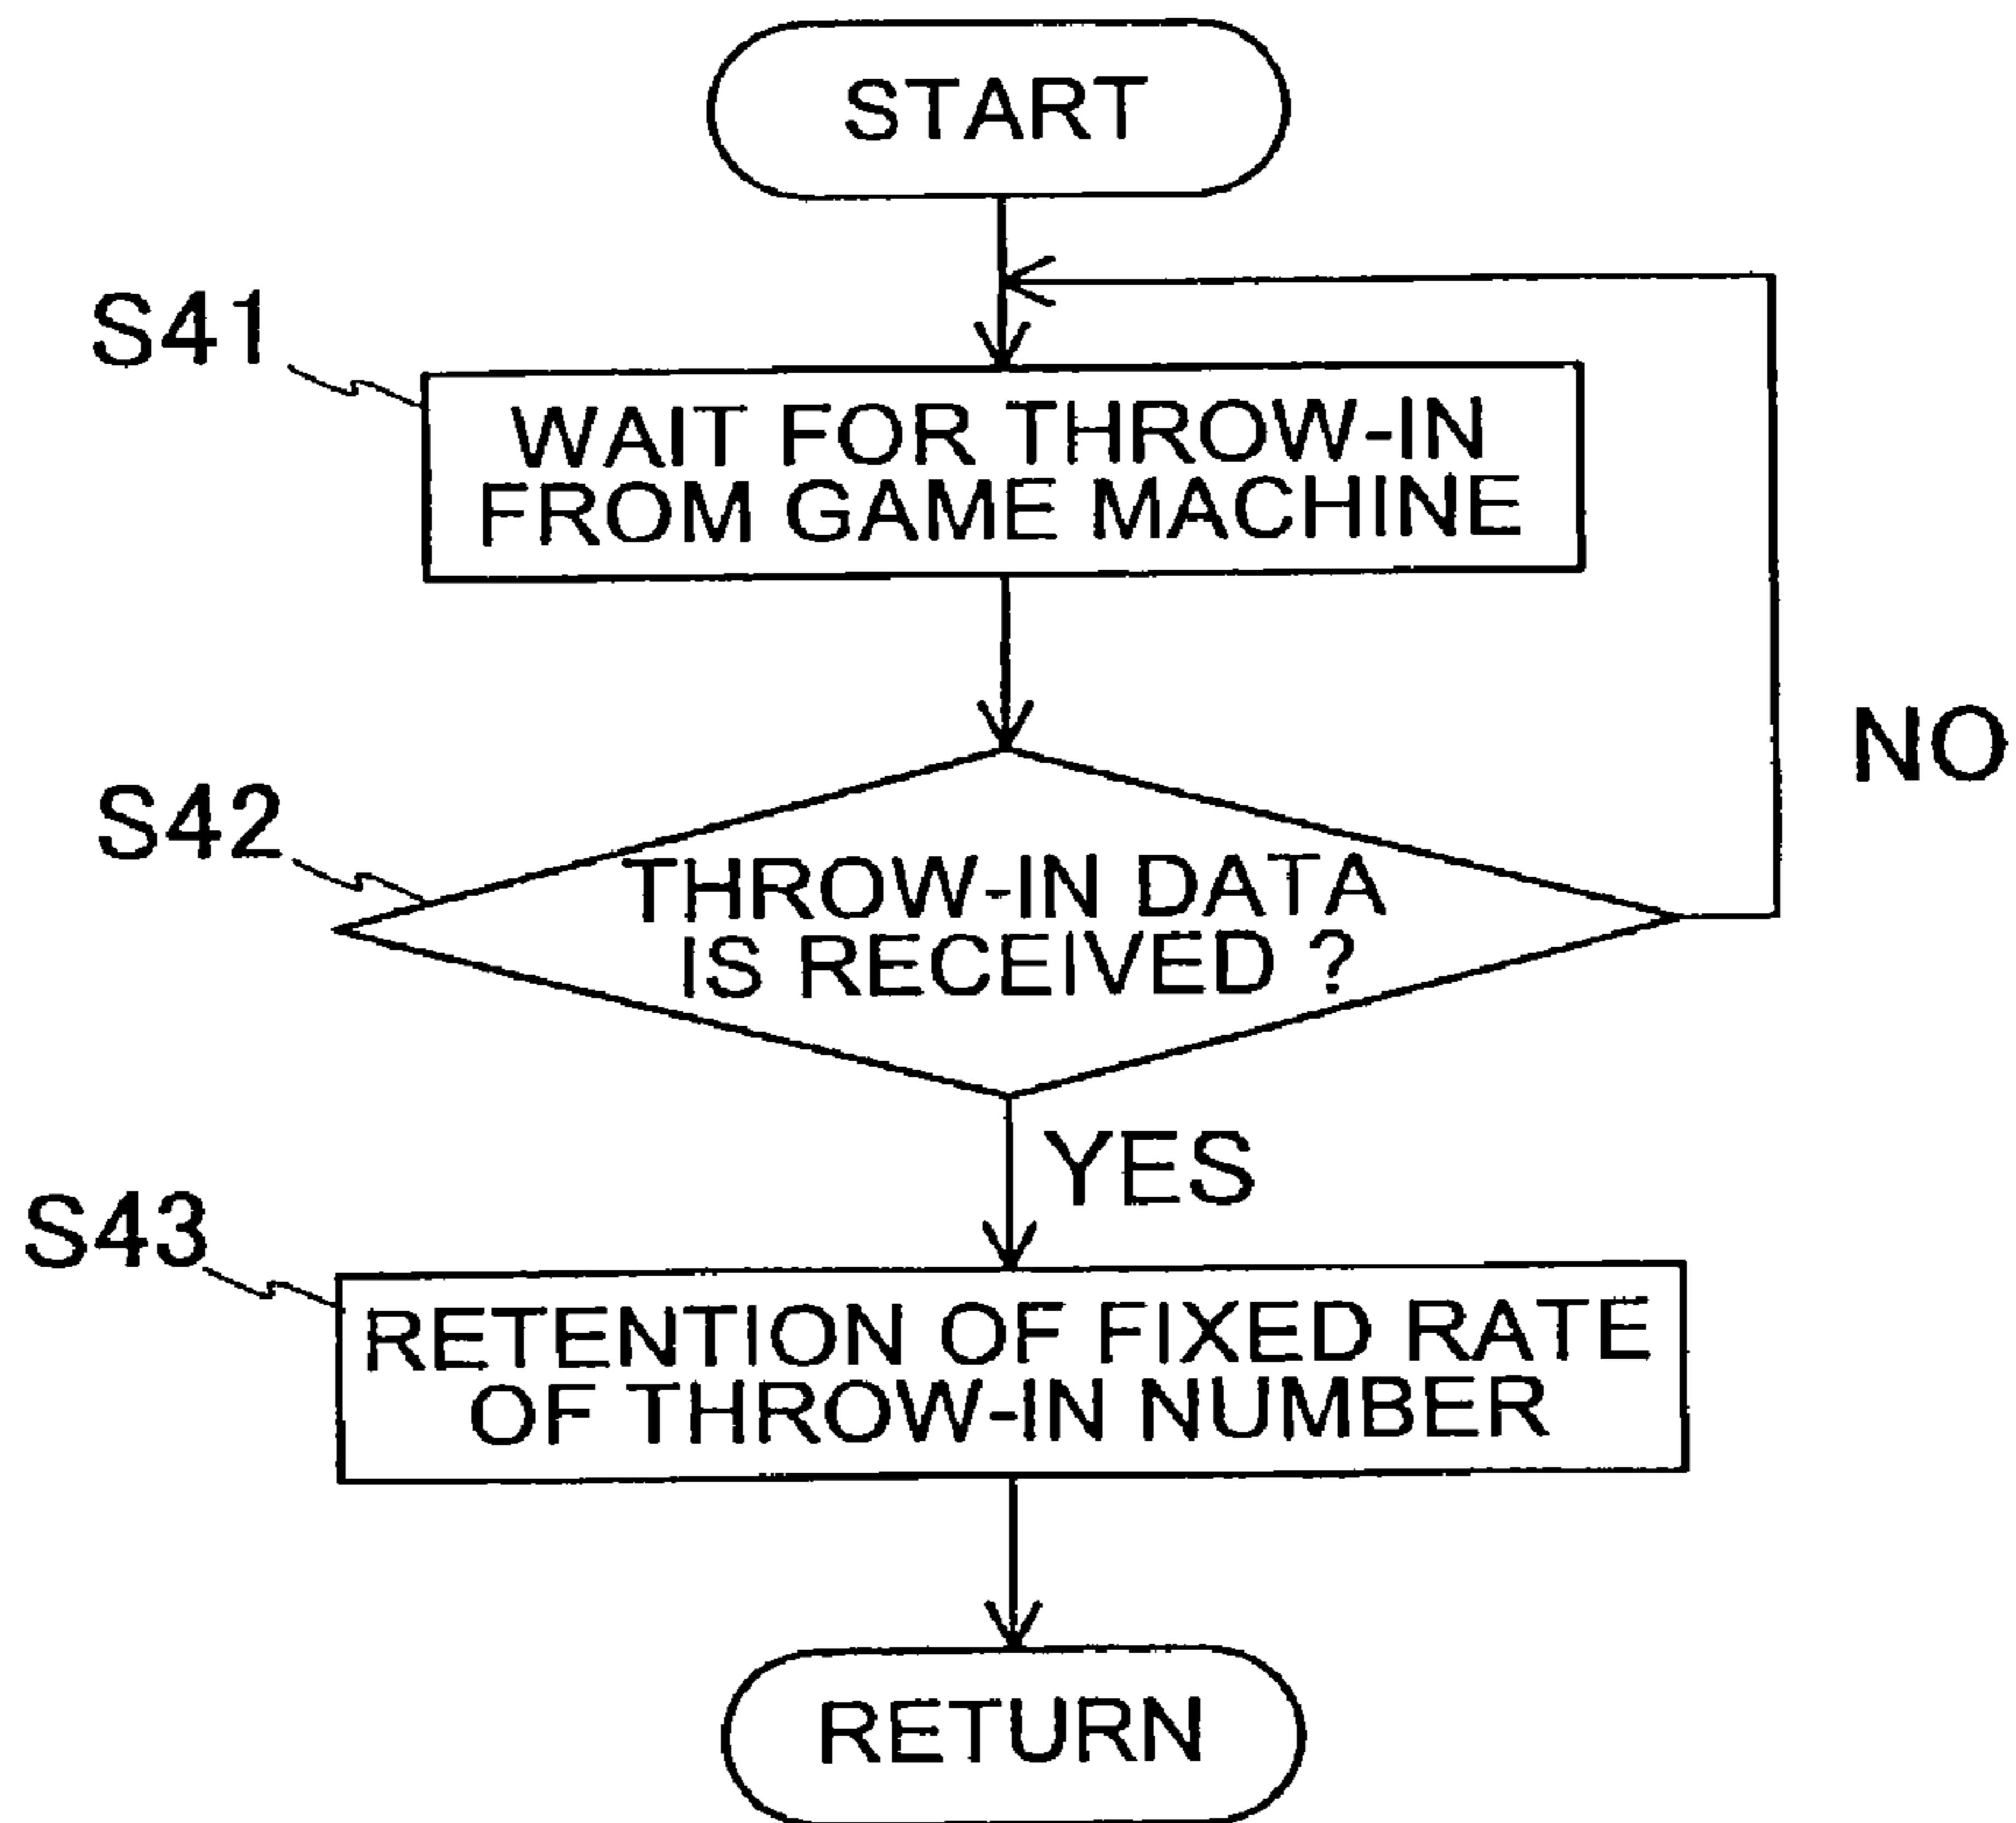 START
S41
WAIT FOR THROW-IN
FROM GAME MACHINE
NO
S42
THROW-IN DATA
IS RECEIVED ?
YES
S43
RETENTION OF FIXED RATE
OF THROW-IN NUMBER
RETURN